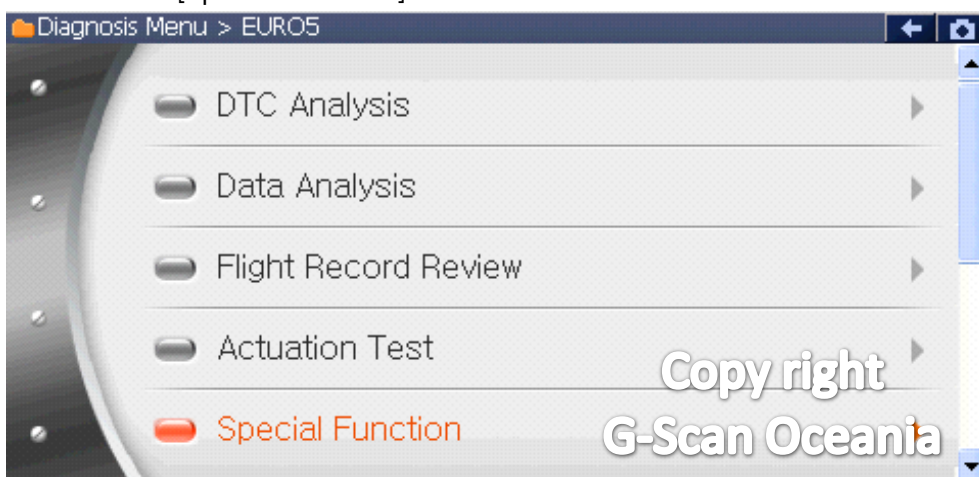 Diagnosis Menu > EURO5
DTC Analysis
Data Analysis
Flight Record Review
Actuation Test
Special Function
Copy right
G-Scan Oceania